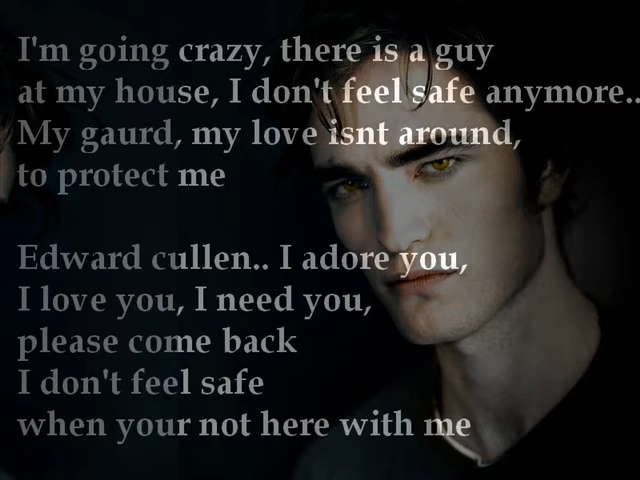 I'm going crazy, there is a guy
at my house, I don't feel safe anymore..
My gaurd, my love isnt around,
to protect me
Edward cullen.. I adore you,
I love you, I need you,
please come back
I don't feel safe
when your not here with me